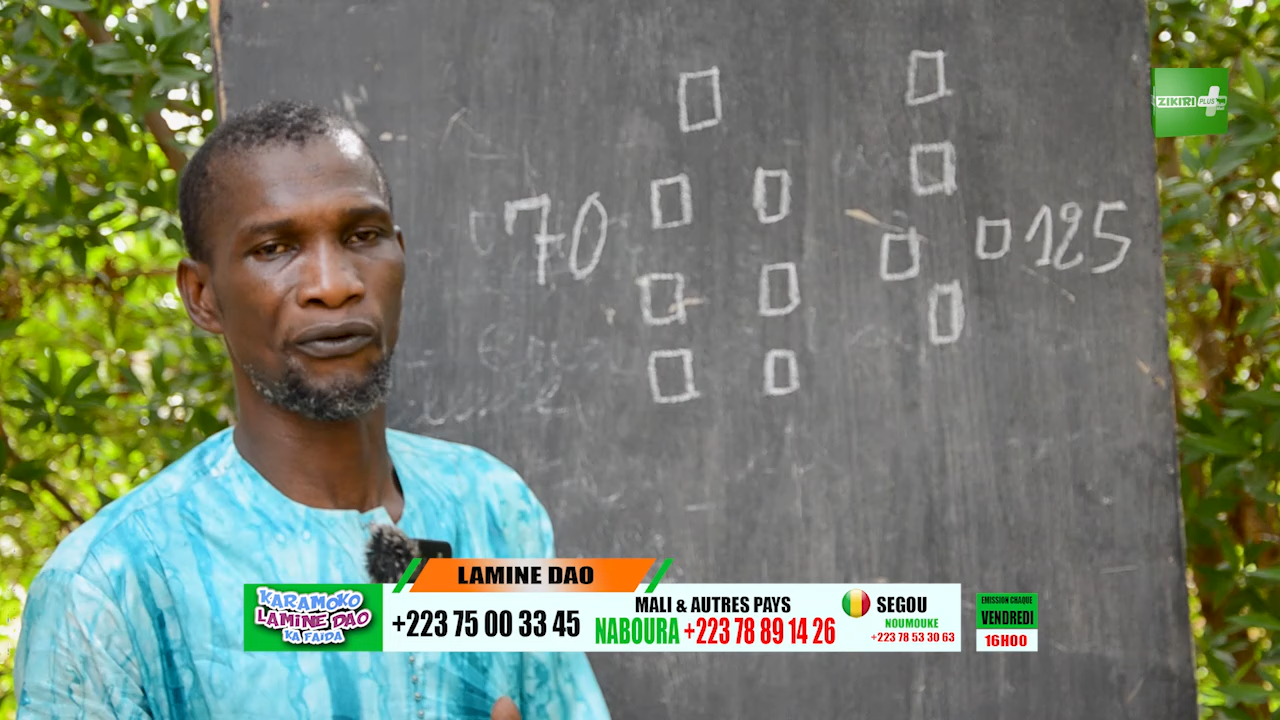 ZIKIRI PLUS
70
125
LAMINE DAO
KARAMOKO
LAMINE DAO
KA FAIDA
+223 75 00 33 45
MALI & AUTRES PAYS
NABOURA +223 78 89 14 26
SEGOU
NOUMOUKE
+223 78 53 30 63
EMISSION CHAQUE
VENDREDI
16H00